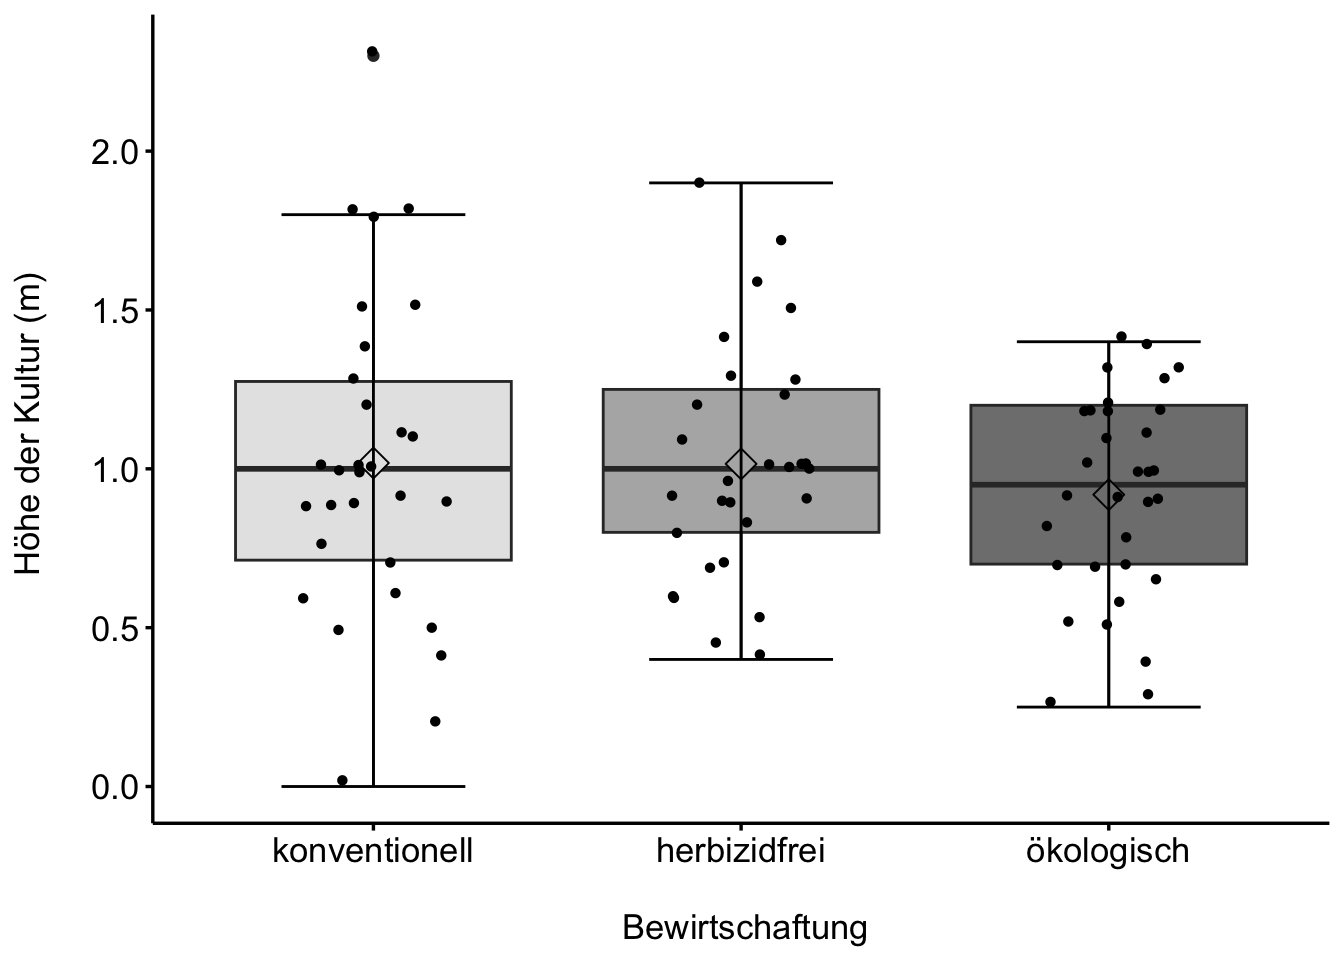 Höhe der Kultur (m)
2.0
1.5
1.0
0.5
0.0
konventionell herbizidfrei ökologisch
Bewirtschaftung